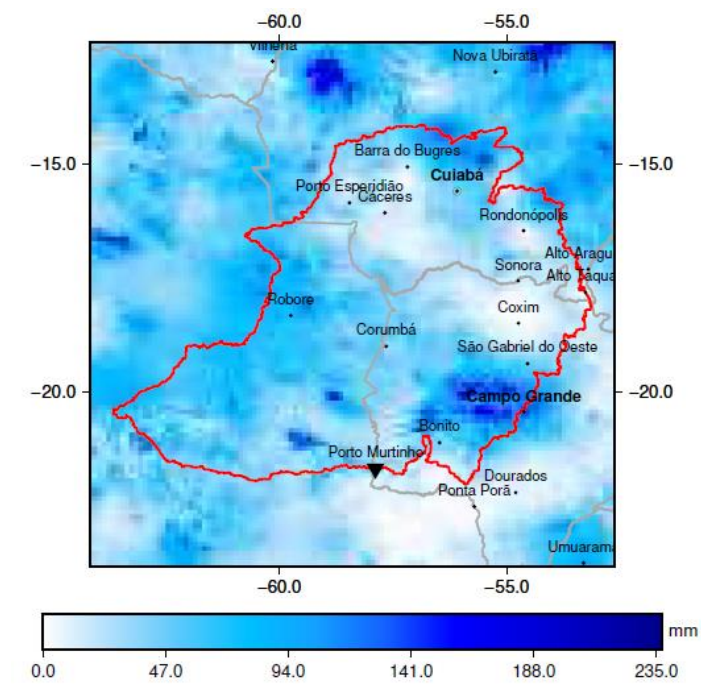 −60.0 −55.0
Vilhena
Nova Ubiratã
−15.0 −15.0
Barra do Bugres
Cuiabá
Porto Esperidião
Cáceres
Rondonópolis
Alto Aragu
Sonora
Alto Taqua
Robore
Coxim
Corumbá
São Gabriel do Oeste
−20.0 −20.0
Campo Grande
Bonito
Porto Murtinho
Dourados
Ponta Porã
Umuarama
−60.0 −55.0
mm
0.0 47.0 94.0 141.0 188.0 235.0